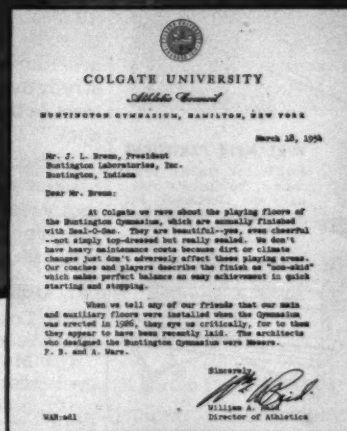 COLGATE UNIVERSITY
Athletic Council
HUNTINGTON GYMNASIUM, HAMILTON, NEW YORK
March 18, 1954
Mr. J. L. Brenn, President
Huntington Laboratories, Inc.
Huntington, Indiana
Dear Mr. Brenn:
At Colgate we rave about the playing floors of
the Huntington Gymnasium, which are annually finished
with Seal-O-San. They are beautiful--yes, even cheerful
--not simply top-dressed but really sealed. We don't
have heavy maintenance costs because dirt or climate
changes just don't adversely affect these playing areas.
Our coaches and players describe the finish as "non-skid"
which makes perfect balance an easy achievement in quick
starting and stopping.
When we tell any of our friends that our main
and auxiliary floors were installed when the Gymnasium
was erected in 1926, they eye us critically, for to them
they appear to have been recently laid. The architects
who designed the Huntington Gymnasium were Messrs.
F. B. and A. Ware.
Sincerely,
Wm A Reid
William A. Reid
Director of Athletics
WAR:adl